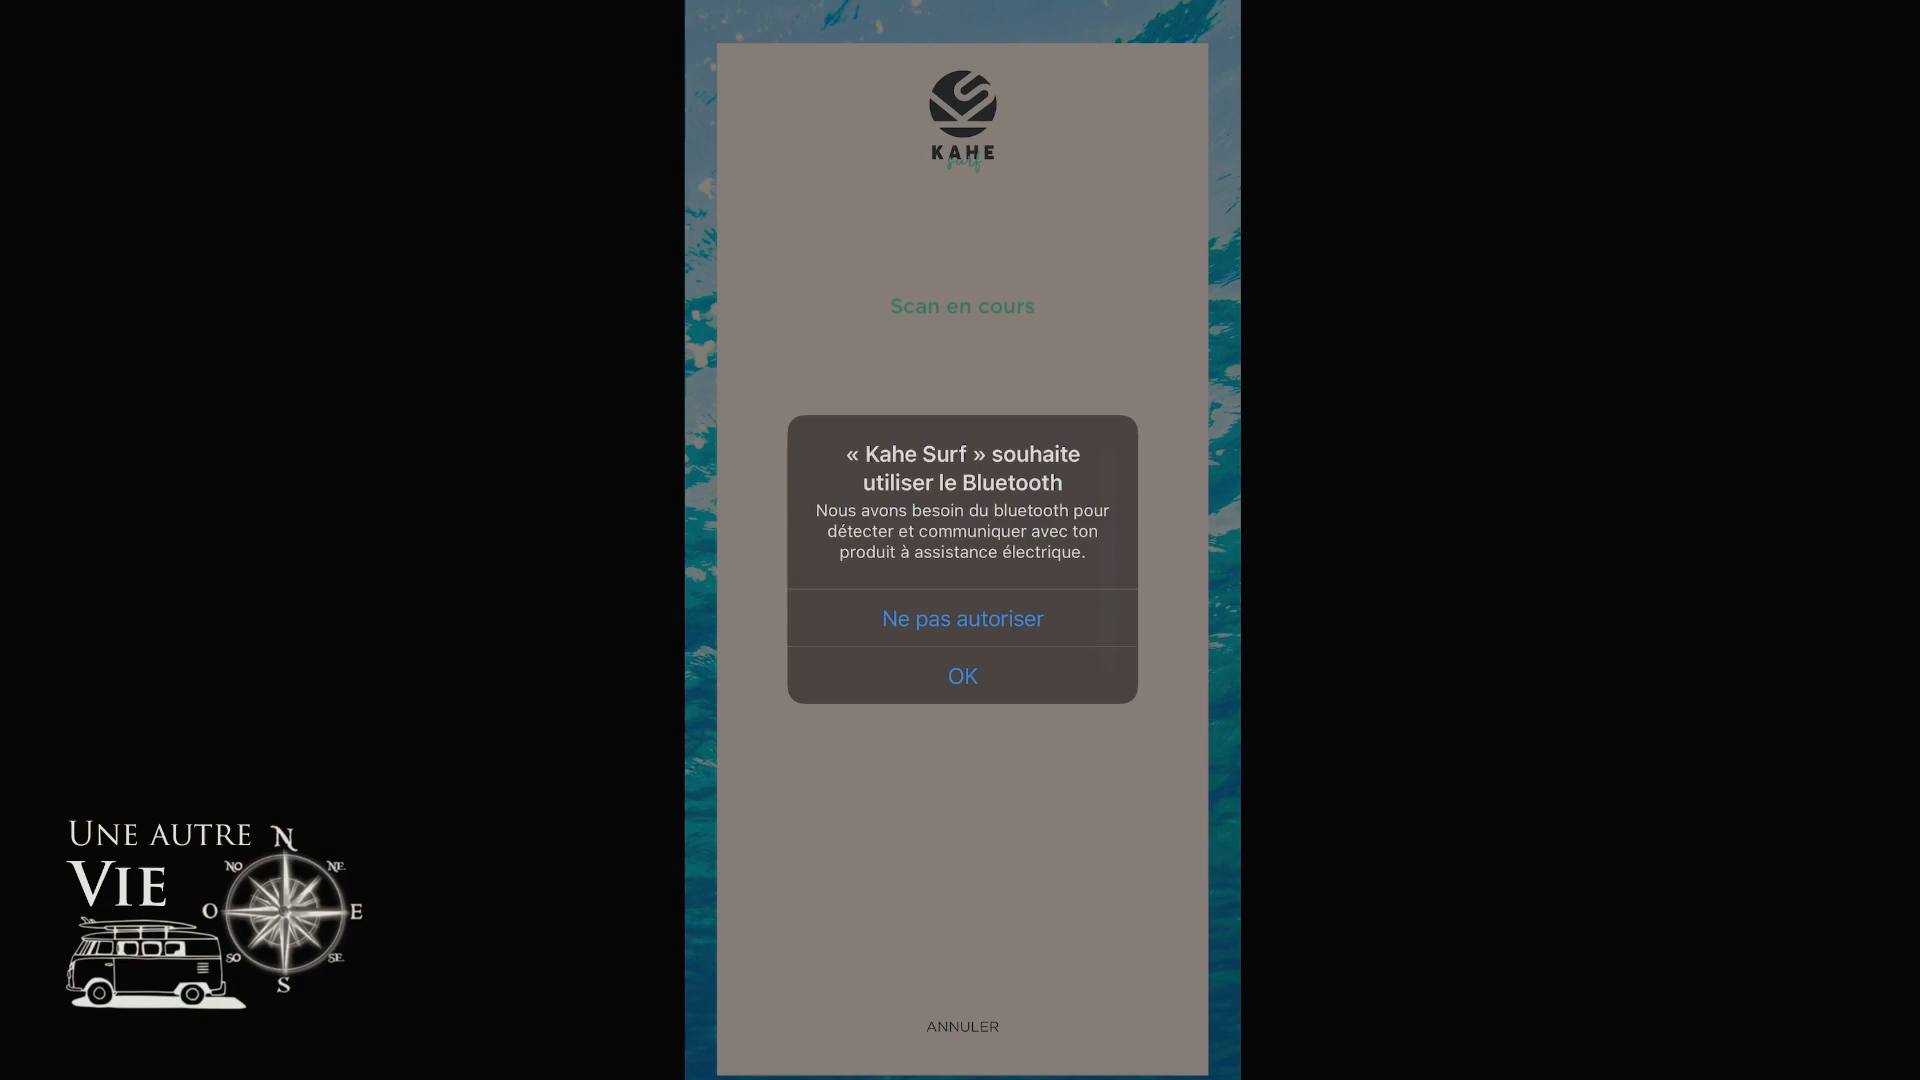 KAHE
surf
Scan en cours
« Kahe Surf » souhaite
utiliser le Bluetooth
Nous avons besoin du bluetooth pour
détecter et communiquer avec ton
produit à assistance électrique.
Ne pas autoriser
OK
ANNULER
UNE AUTRE
VIE
N
NO
NE
O
E
SO
SE
S